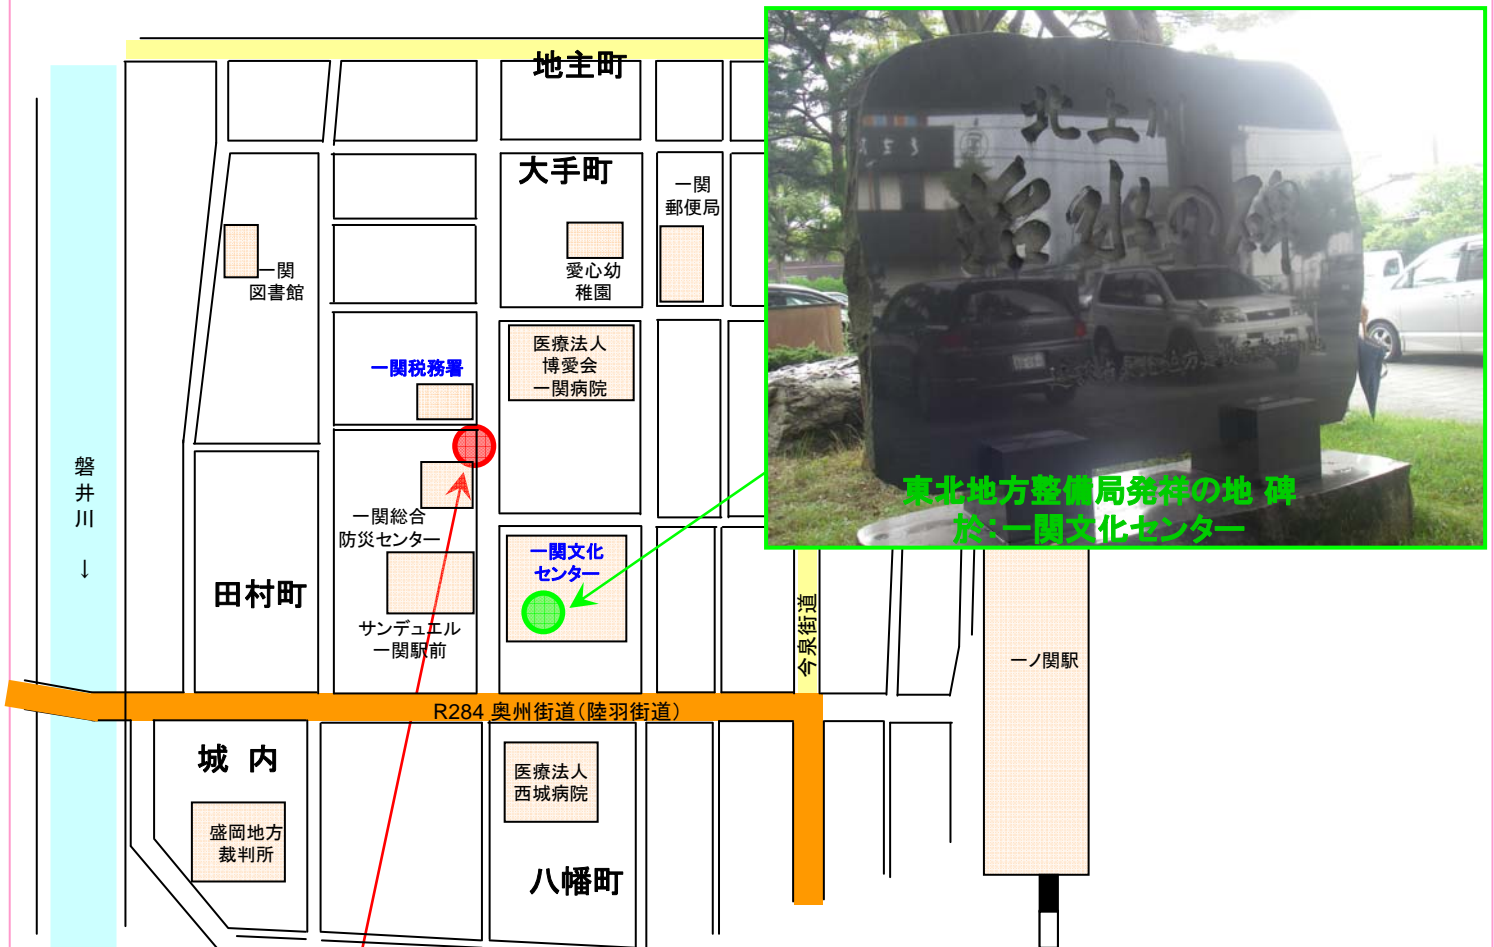 地主町
大手町
一関
郵便局
一関
図書館
愛心幼
稚園
医療法人
博愛会
一関病院
一関税務署
磐井川
↓
一関総合
防災センター
一関文化
センター
田村町
サンデュエル
一関駅前
今泉街道
一ノ関駅
R284 奥州街道（陸羽街道）
城 内
医療法人
西城病院
盛岡地方
裁判所
八幡町
北上川
治水の碑
東北地方整備局発祥の地 碑
於：一関文化センター